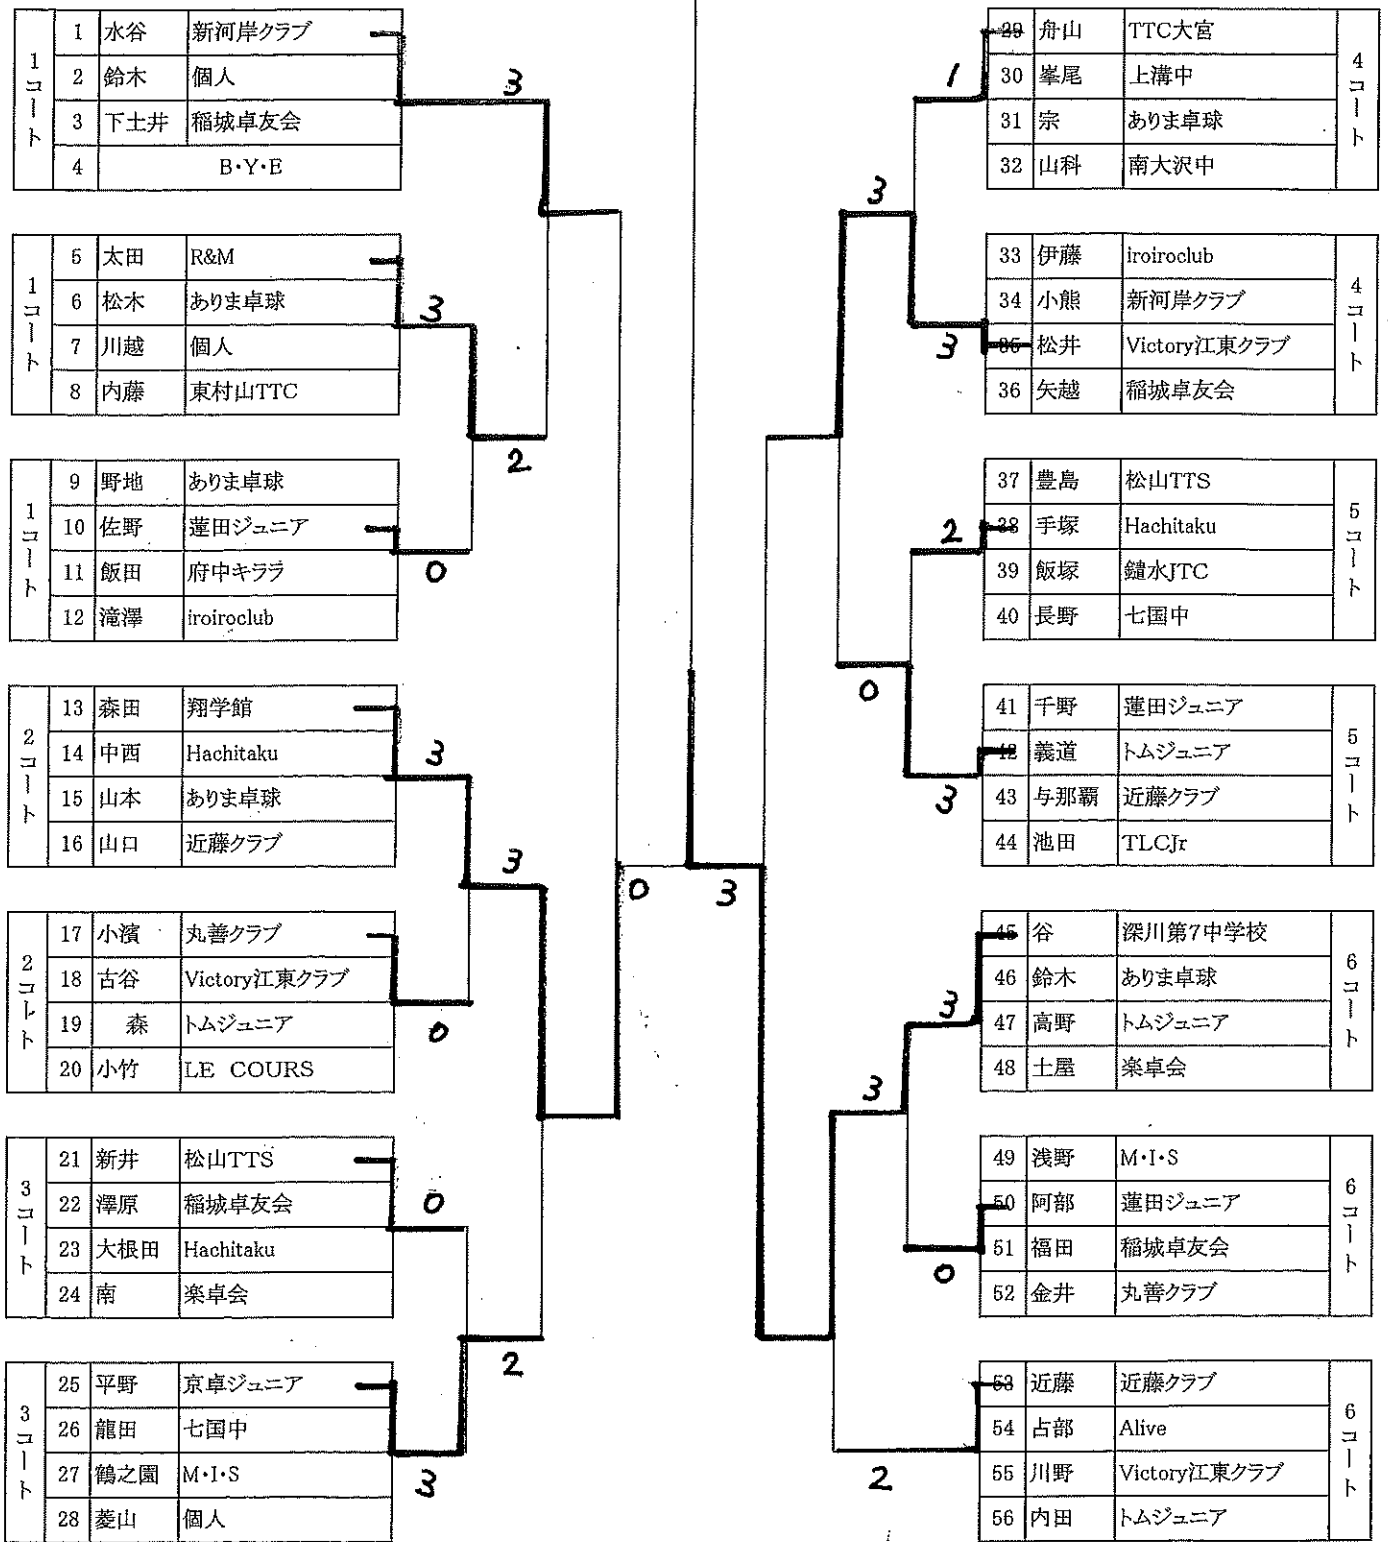 1コート
1 水谷 新河岸クラブ
2 鈴木 個人
3 下土井 稲城卓友会
4 B・Y・E
3
1コート
5 太田 R&M
6 松木 ありま卓球
7 川越 個人
8 内藤 東村山TTC
3
2
1コート
9 野地 ありま卓球
10 佐野 蓮田ジュニア
11 飯田 府中キララ
12 滝澤 iroiroclub
0
2コート
13 森田 翔学館
14 中西 Hachitaku
15 山本 ありま卓球
16 山口 近藤クラブ
3
3
2コート
17 小濱 丸善クラブ
18 古谷 Victory江東クラブ
19 森 トムジュニア
20 小竹 LE COURS
0
3コート
21 新井 松山TTS
22 澤原 稲城卓友会
23 大根田 Hachitaku
24 南 楽卓会
0
2
3コート
25 平野 京卓ジュニア
26 龍田 七国中
27 鶴之園 M・I・S
28 菱山 個人
3
0
3
4コート
29 舟山 TTC大宮
30 峯尾 上溝中
31 宗 ありま卓球
32 山科 南大沢中
1
3
4コート
33 伊藤 iroiroclub
34 小熊 新河岸クラブ
35 松井 Victory江東クラブ
36 矢越 稲城卓友会
3
5コート
37 豊島 松山TTS
38 手塚 Hachitaku
39 飯塚 鑓水JTC
40 長野 七国中
2
0
5コート
41 千野 蓮田ジュニア
42 義道 トムジュニア
43 与那覇 近藤クラブ
44 池田 TLCJr
3
6コート
45 谷 深川第7中学校
46 鈴木 ありま卓球
47 高野 トムジュニア
48 土屋 楽卓会
3
3
6コート
49 浅野 M・I・S
50 阿部 蓮田ジュニア
51 福田 稲城卓友会
52 金井 丸善クラブ
0
6コート
53 近藤 近藤クラブ
54 占部 Alive
55 川野 Victory江東クラブ
56 内田 トムジュニア
2